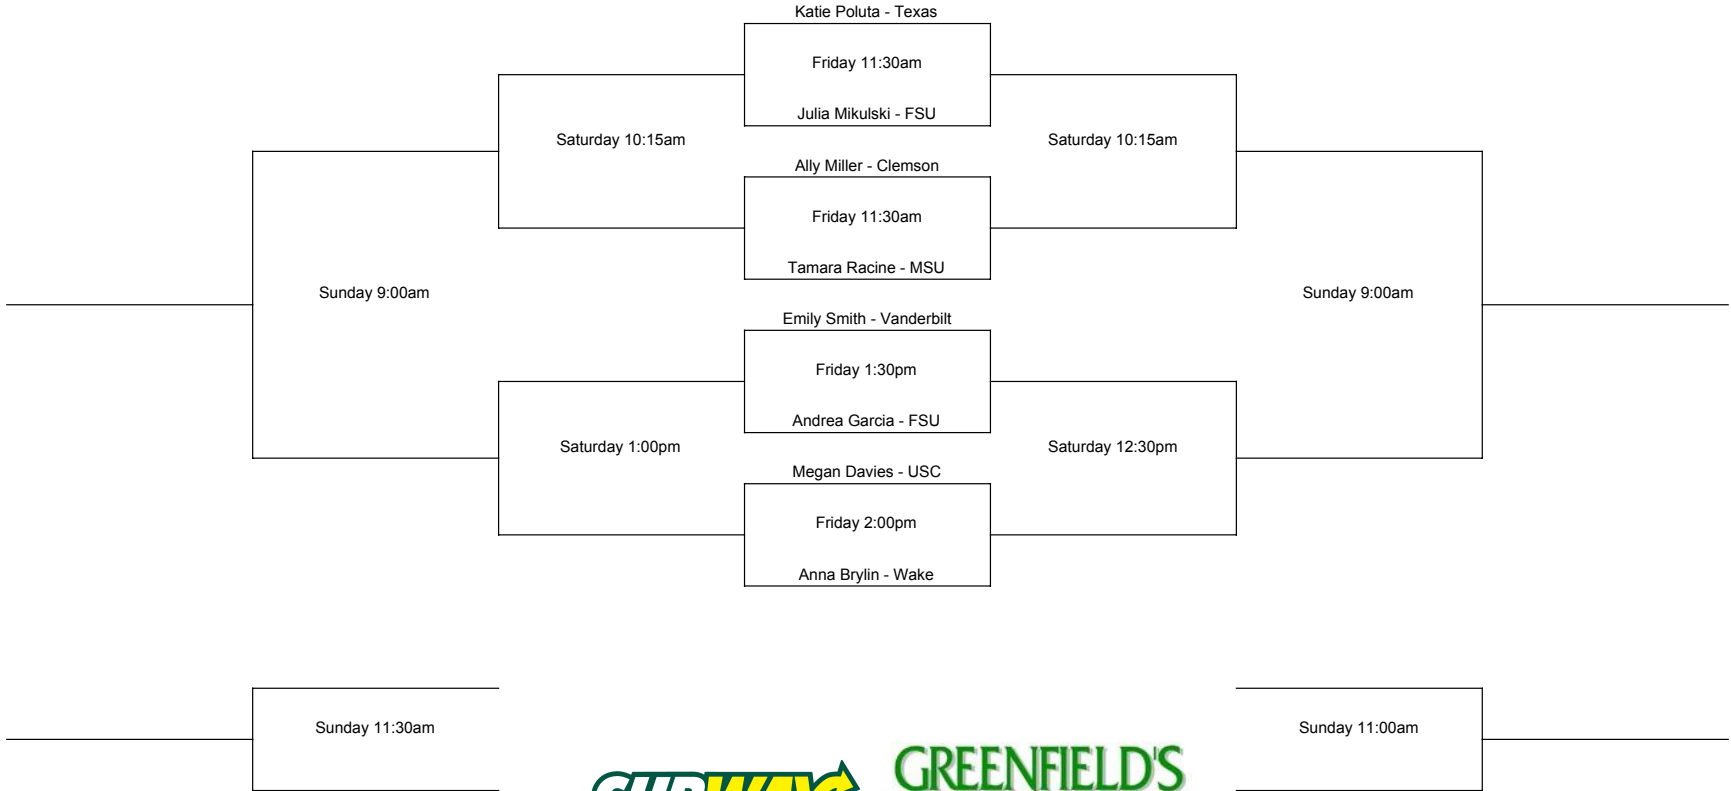 Katie Poluta - Texas
Friday 11:30am
Julia Mikulski - FSU
Saturday 10:15am
Saturday 10:15am
Ally Miller - Clemson
Friday 11:30am
Tamara Racine - MSU
Sunday 9:00am
Sunday 9:00am
Emily Smith - Vanderbilt
Friday 1:30pm
Andrea Garcia - FSU
Saturday 1:00pm
Saturday 12:30pm
Megan Davies - USC
Friday 2:00pm
Anna Brylin - Wake
Sunday 11:30am
Sunday 11:00am
SUBWAY
GREENFIELD'S